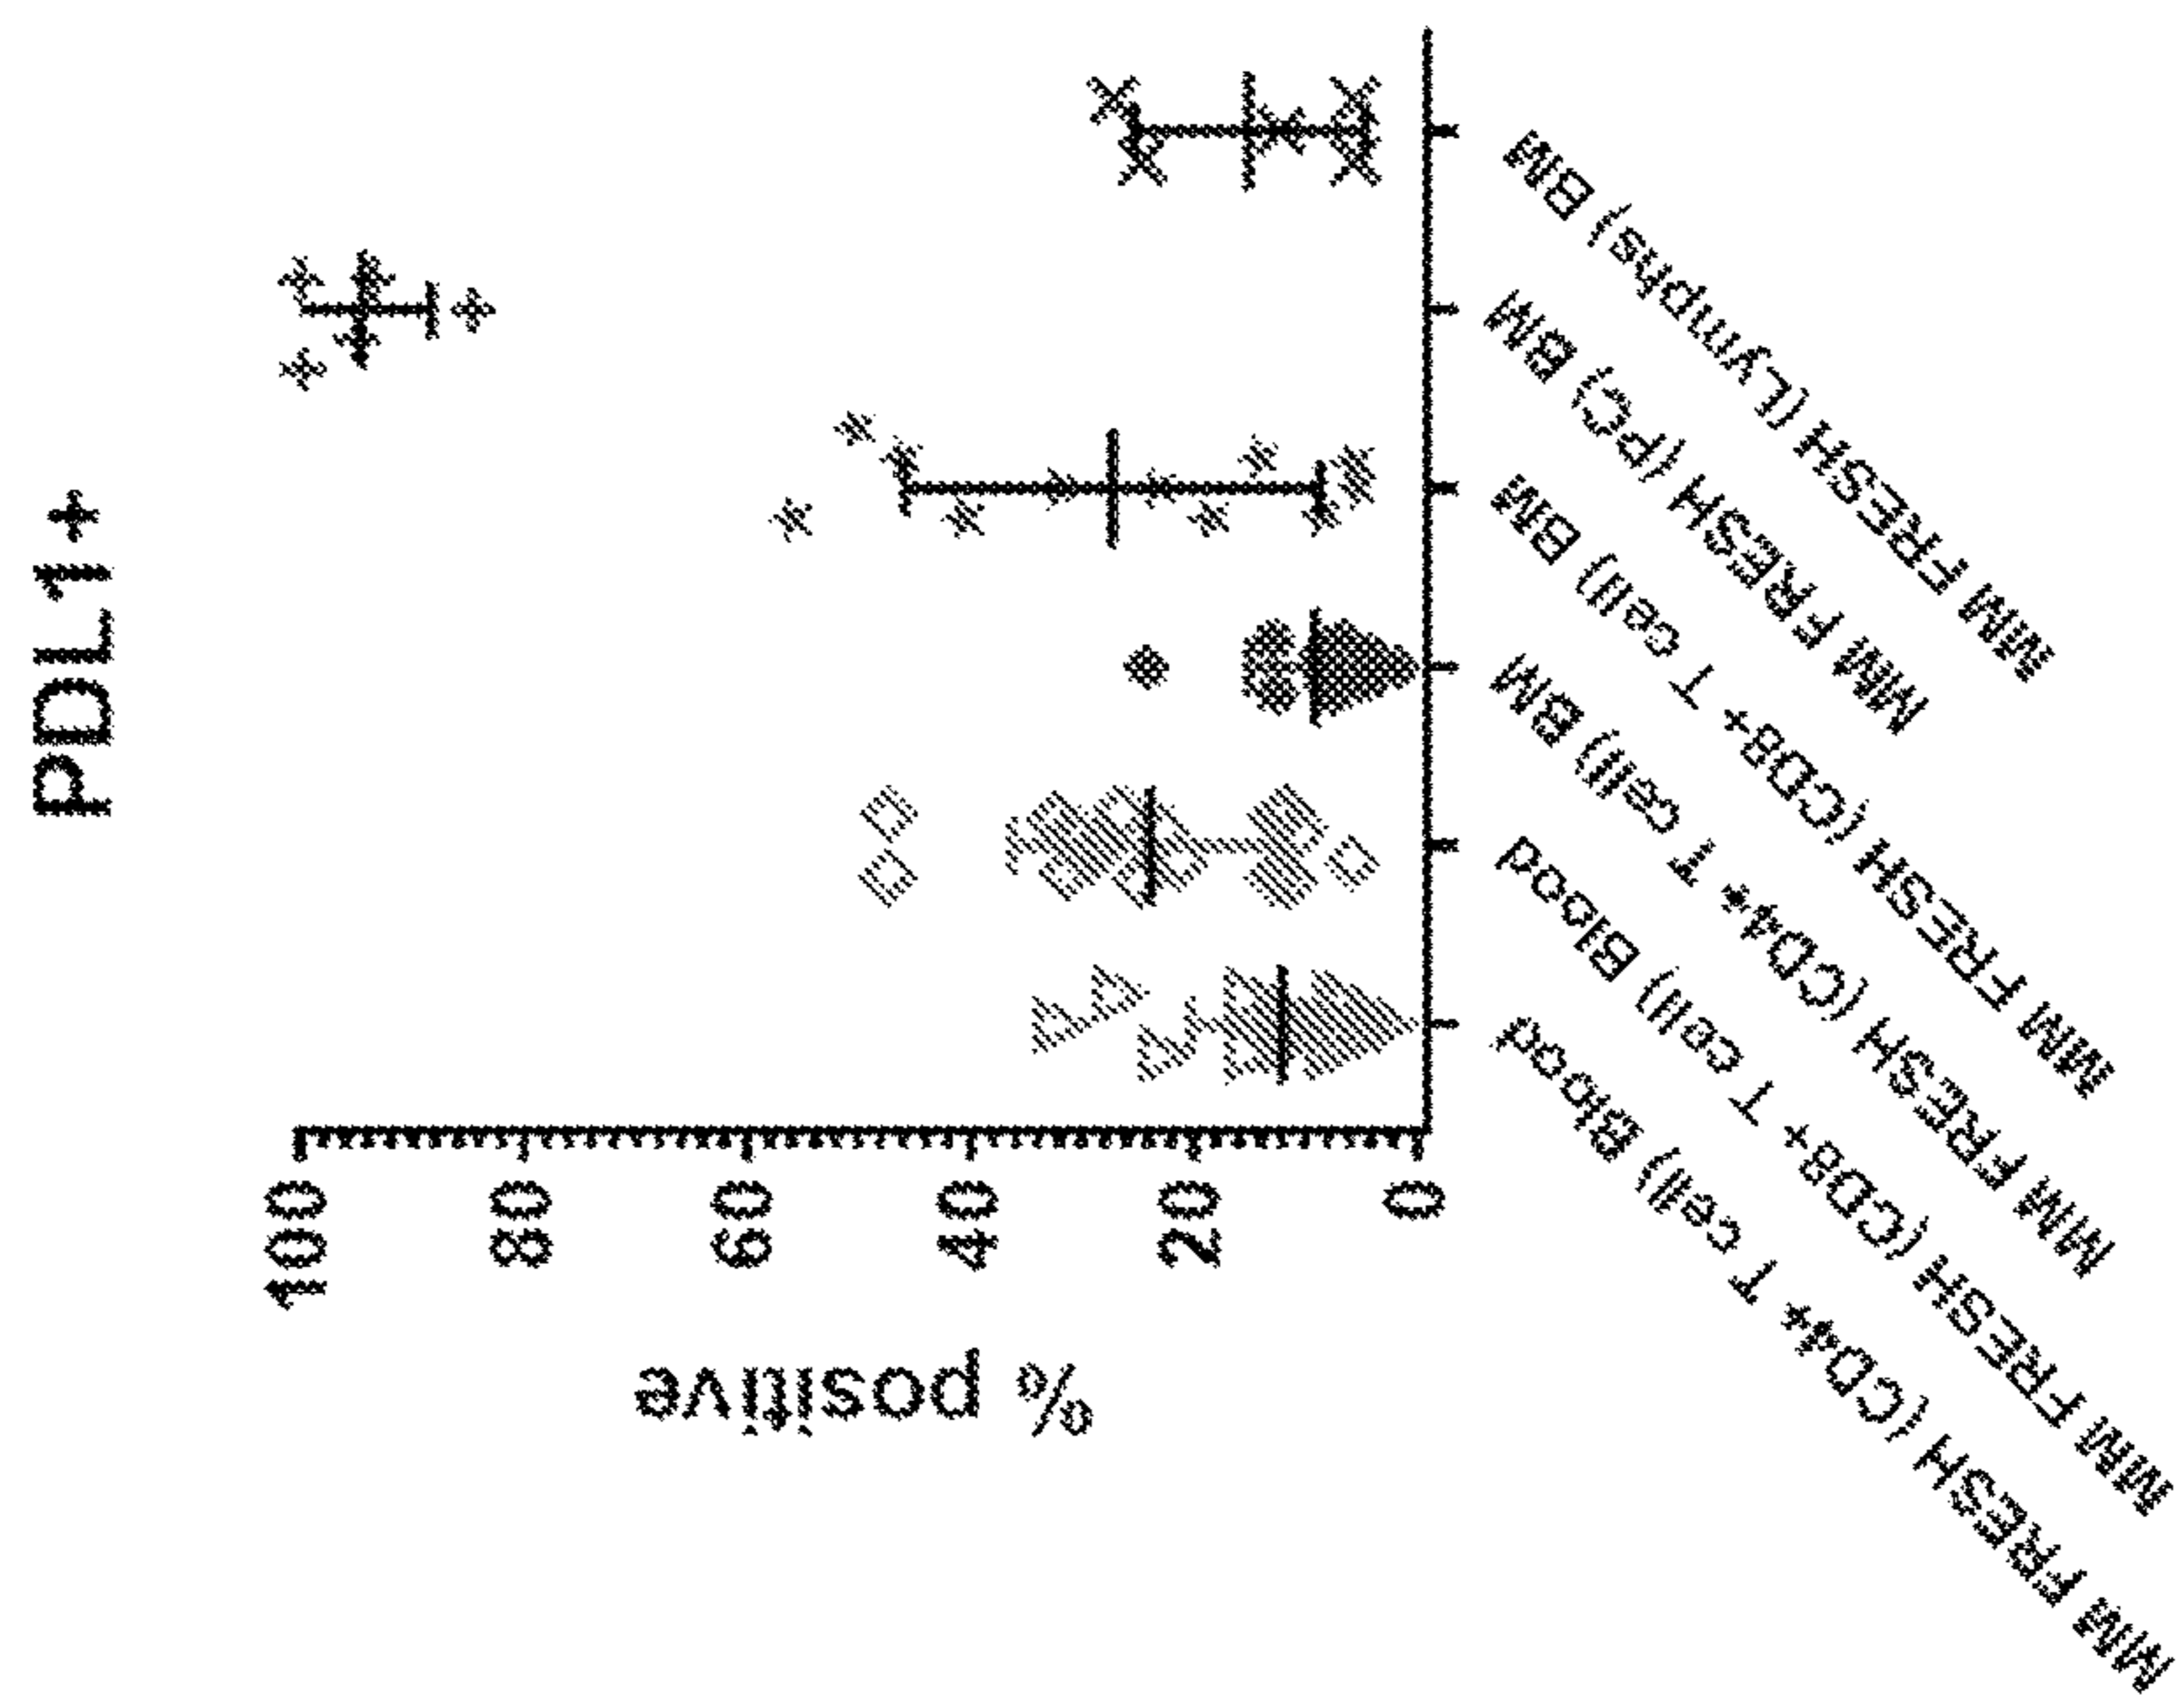 PDL1+
% positive
100
80
60
40
20
0
MM FRESH (CD4+ T cell) Blood
MM FRESH (CD8+ T cell) Blood
MM FRESH (CD4+ T cell) BM
MM FRESH (CD8+ T cell) BM
MM FRESH (PC) BM
MM FRESH (Lymphs) BM